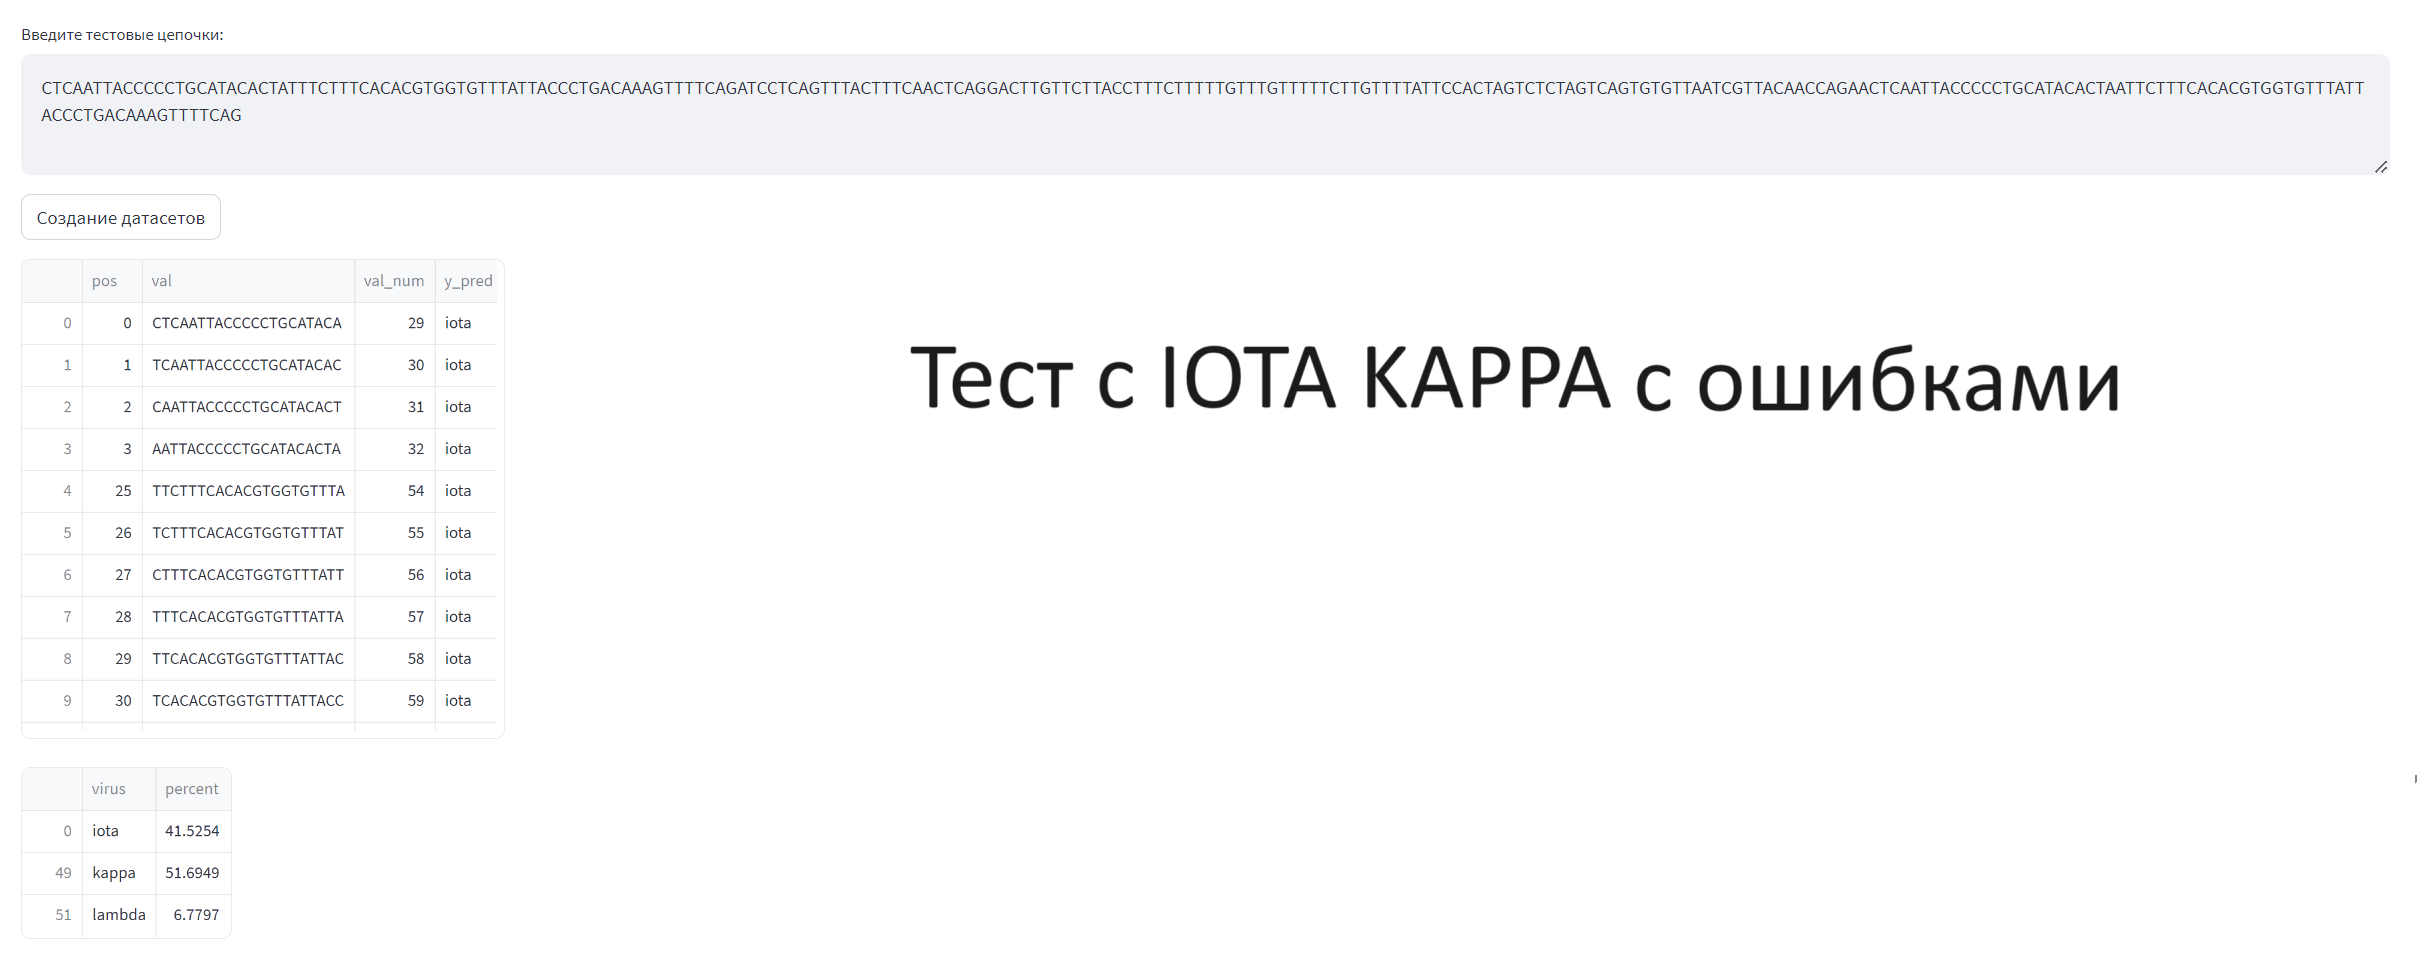 Введите тестовые цепочки:
CTCAATTACCCCCTGCATACACTATTTCTTTCACACGTGGTGTTTATTACCCTGACAAAGTTTTCAGATCCTCAGTTTACTTTCAACTCAGGACTTGTTCTTACCTTTCTTTTTGTTTGTTTTTCTTGTTTTATTCCACTAGTCTCTAGTCAGTGTGTTAATCGTTACAACCAGAACTCAATTACCCCCTGCATACACTAATTCTTTCACACGTGGTGTTTATT
ACCCTGACAAAGTTTTCAG
Создание датасетов
pos val val_num y_pred
0 0 CTCAATTACCCCCTGCATACA 29 iota
1 1 TCAATTACCCCCTGCATACAC 30 iota
2 2 CAATTACCCCCTGCATACACT 31 iota
3 3 AATTACCCCCTGCATACACTA 32 iota
4 25 TTCTTTCACACGTGGTGTTTA 54 iota
5 26 TCTTTCACACGTGGTGTTTAT 55 iota
6 27 CTTTCACACGTGGTGTTTATT 56 iota
7 28 TTTCACACGTGGTGTTTATTA 57 iota
8 29 TTCACACGTGGTGTTTATTAC 58 iota
9 30 TCACACGTGGTGTTTATTACC 59 iota
Тест с IOTA KAPPA с ошибками
virus percent
0 iota 41.5254
49 kappa 51.6949
51 lambda 6.7797